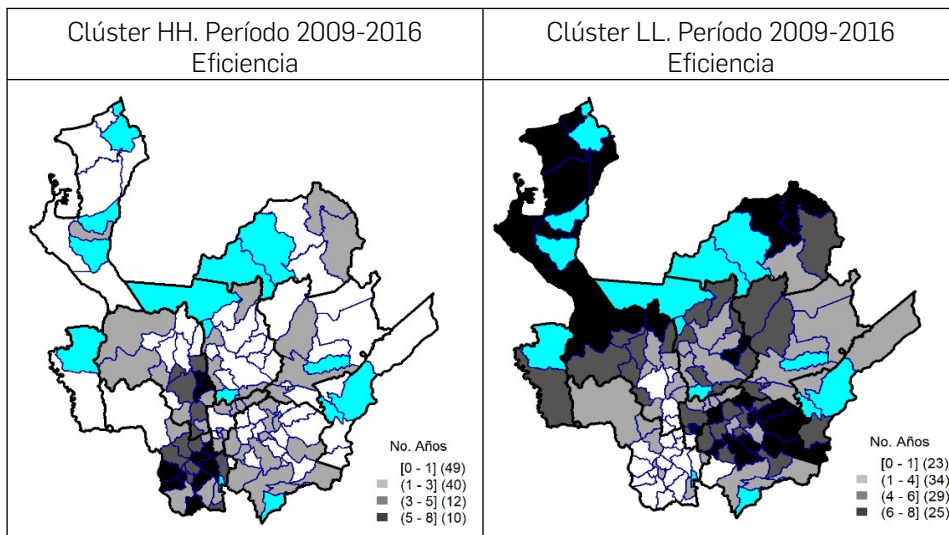 Clúster HH. Período 2009-2016
Eficiencia
Clúster LL. Período 2009-2016
Eficiencia
No. Años
[0 - 1] (49)
(1 - 3] (40)
(3 - 5] (12)
(5 - 8] (10)
No. Años
[0 - 1] (23)
(1 - 4] (34)
(4 - 6] (29)
(6 - 8] (25)